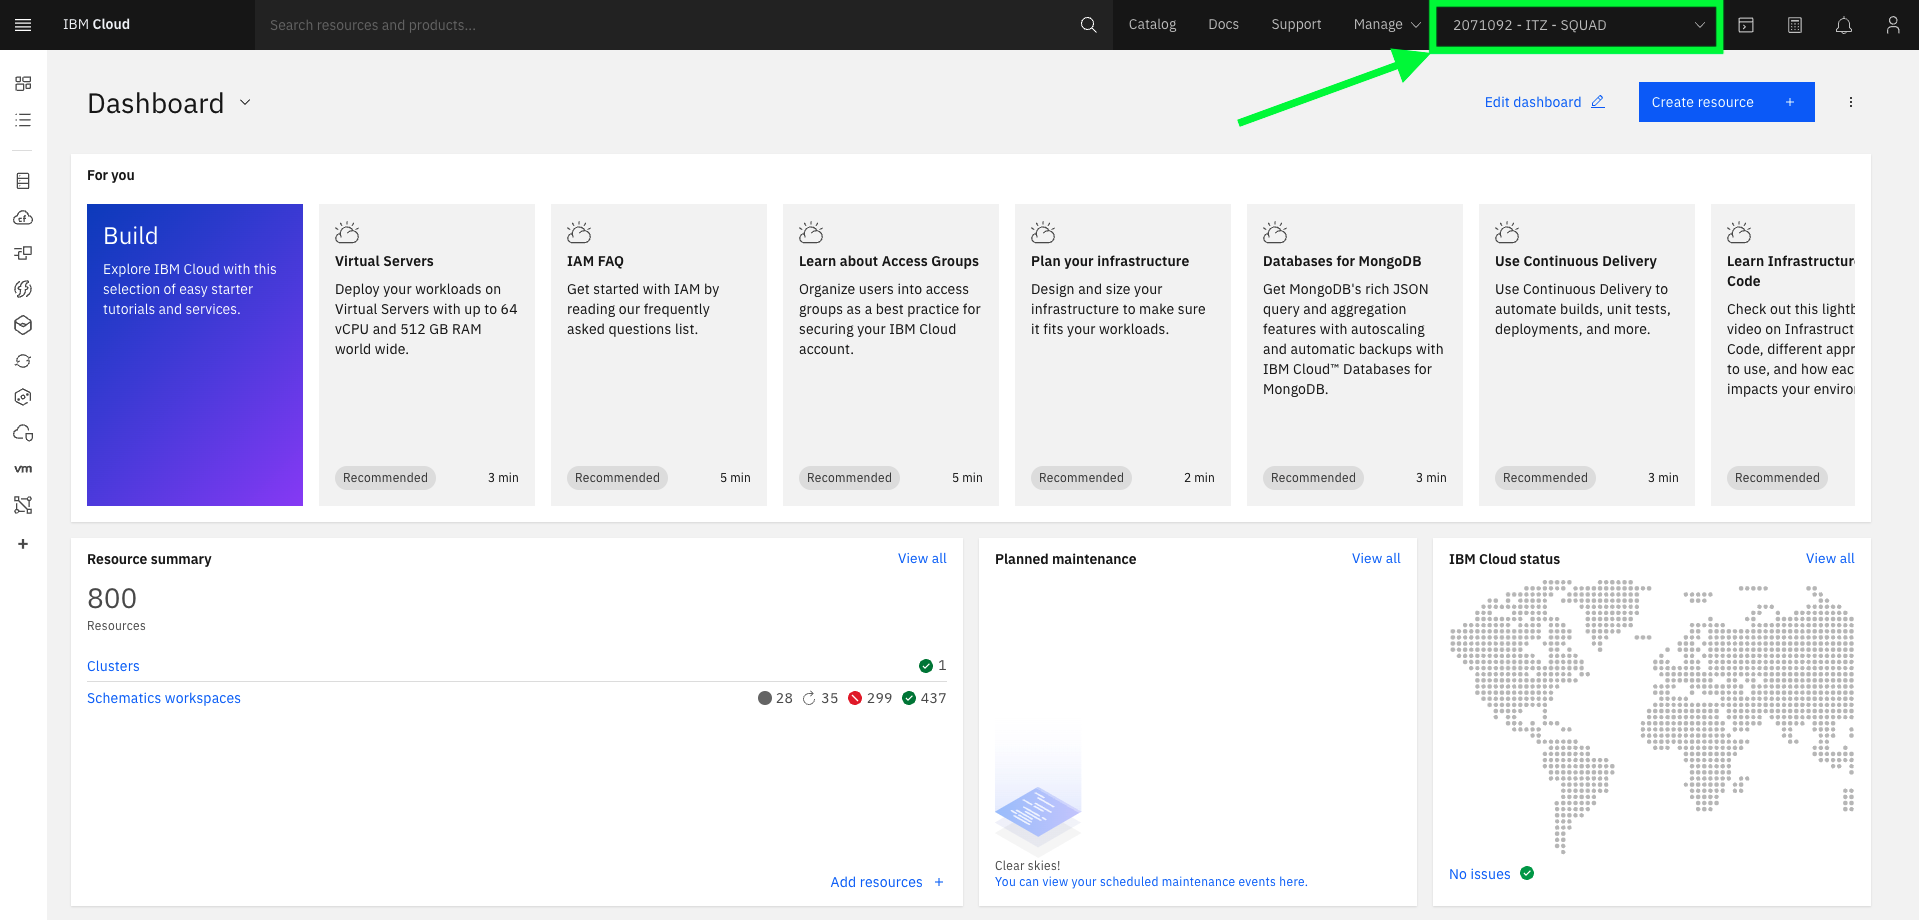 IBM Cloud
Search resources and products...
Catalog
Docs
Support
Manage
2071092 - ITZ - SQUAD
Dashboard
Edit dashboard
Create resource +
For you
Build
Explore IBM Cloud with this
selection of easy starter
tutorials and services.
Virtual Servers
Deploy your workloads on
Virtual Servers with up to 64
vCPU and 512 GB RAM
world wide.
Recommended
3 min
IAM FAQ
Get started with IAM by
reading our frequently
asked questions list.
Recommended
5 min
Learn about Access Groups
Organize users into access
groups as a best practice for
securing your IBM Cloud
account.
Recommended
5 min
Plan your infrastructure
Design and size your
infrastructure to make sure
it fits your workloads.
Recommended
2 min
Databases for MongoDB
Get MongoDB's rich JSON
query and aggregation
features with autoscaling
and automatic backups with
IBM Cloud™ Databases for
MongoDB.
Recommended
3 min
Use Continuous Delivery
Use Continuous Delivery to
automate builds, unit tests,
deployments, and more.
Recommended
3 min
Learn Infrastructure
Code
Check out this lightb
video on Infrastruct
Code, different appr
to use, and how eac
impacts your enviro
Recommended
cf
vm
+
Resource summary
View all
800
Resources
Clusters
1
Schematics workspaces
28 35 299 437
Add resources +
Planned maintenance
View all
Clear skies!
You can view your scheduled maintenance events here.
IBM Cloud status
View all
No issues